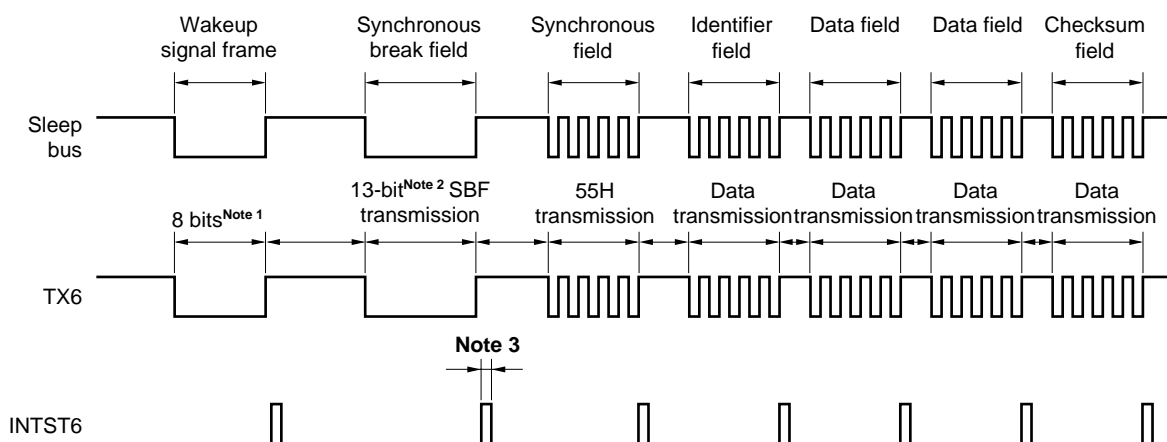 Wakeup signal frame
Synchronous break field
Synchronous field
Identifier field
Data field
Data field
Checksum field
Sleep bus
8 bitsNote 1
13-bitNote 2 SBF transmission
55H transmission
Data transmission
Data transmission
Data transmission
Data transmission
TX6
Note 3
INTST6